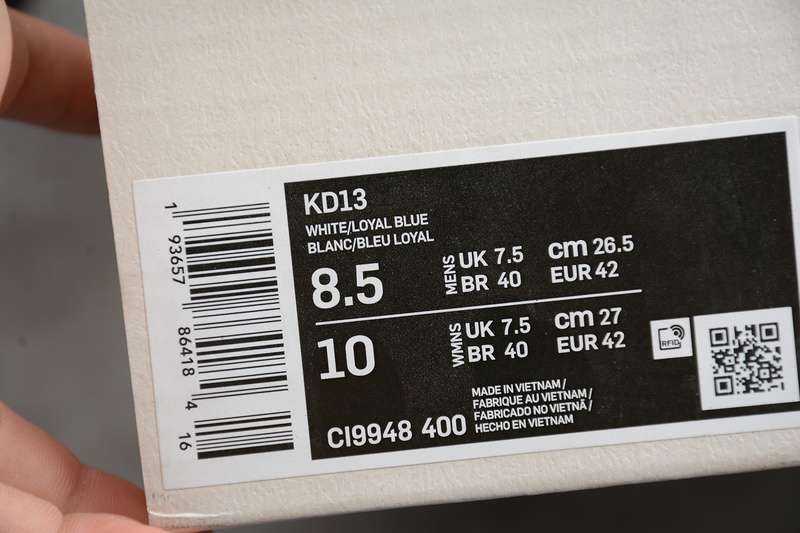 KD13
WHITE/LOYAL BLUE
BLANC/BLEU LOYAL
8.5
MENS
UK 7.5 cm 26.5
BR 40 EUR 42
10
WMNS
UK 7.5 cm 27
BR 40 EUR 42
RFID
CI9948 400
MADE IN VIETNAM /
FABRIQUE AU VIETNAM /
FABRICADO NO VIETNÃ /
HECHO EN VIETNAM
1 93657 86418 4
16